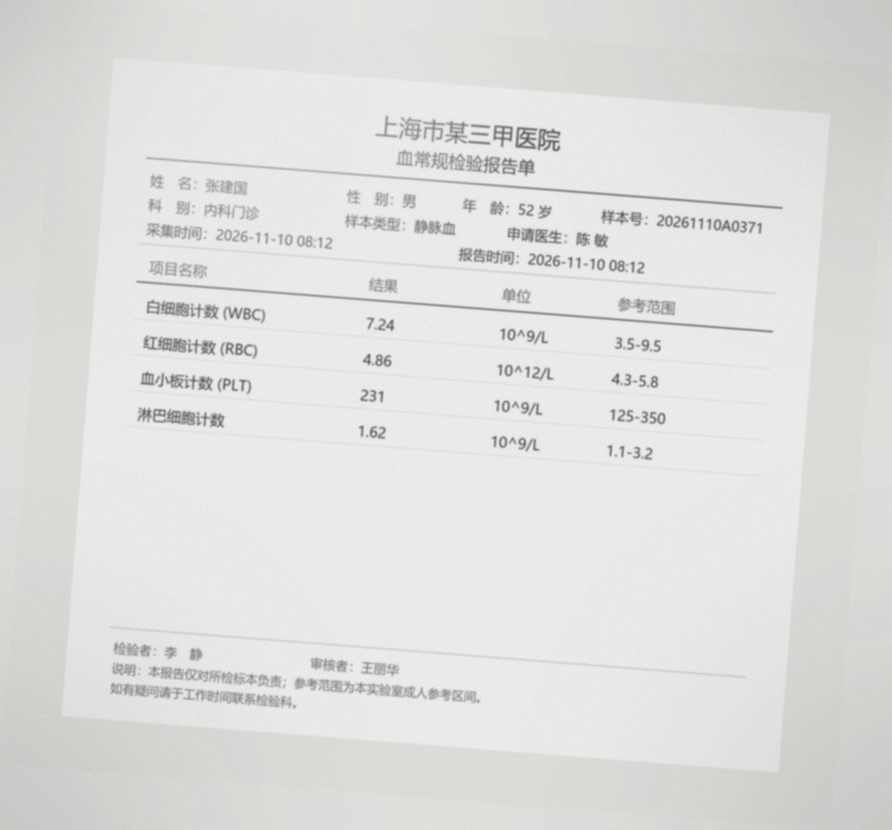 上海市某三甲医院
血常规检验报告单
姓 名：张建国 性 别：男 年 龄：52 岁 样本号：20261110A0371
科 别：内科门诊 样本类型：静脉血 申请医生：陈 敏
采集时间：2026-11-10 08:12 报告时间：2026-11-10 08:12
项目名称 结果 单位 参考范围
白细胞计数 (WBC) 7.24 10^9/L 3.5-9.5
红细胞计数 (RBC) 4.86 10^12/L 4.3-5.8
血小板计数 (PLT) 231 10^9/L 125-350
淋巴细胞计数 1.62 10^9/L 1.1-3.2
检验者：李 静 审核者：王丽华
说明：本报告仅对所检标本负责；参考范围为本实验室成人参考区间。
如有疑问请于工作时间联系检验科。